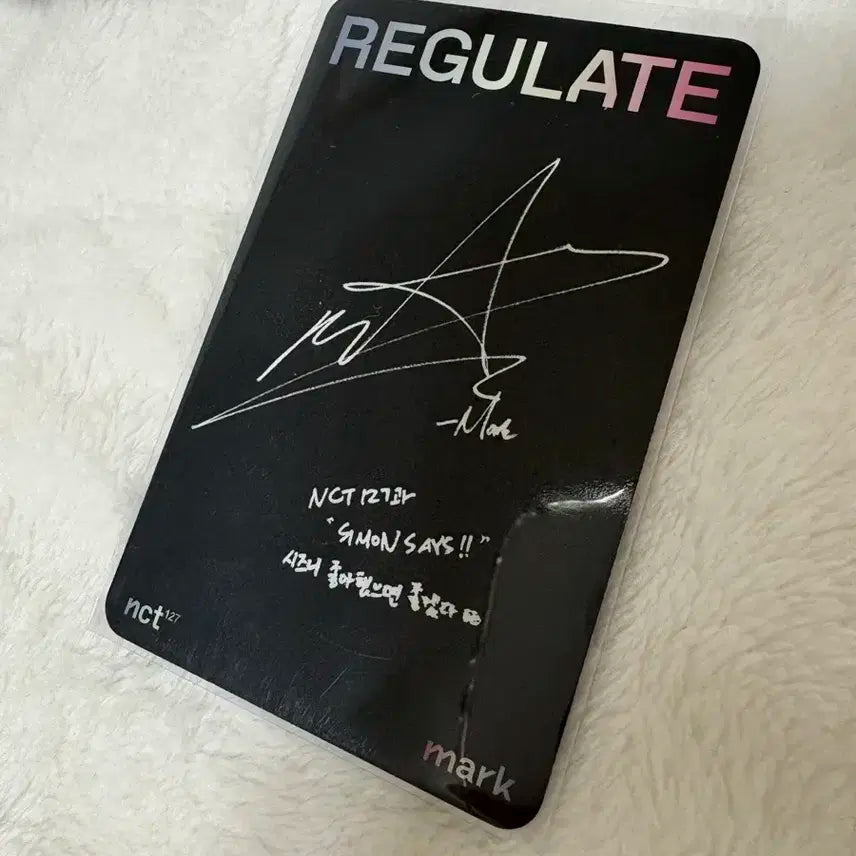 REGULATE
-Mark
NCT 127과
"SIMON SAYS!!"
시즈니 좋아했으면 좋겠다
nct127
mark